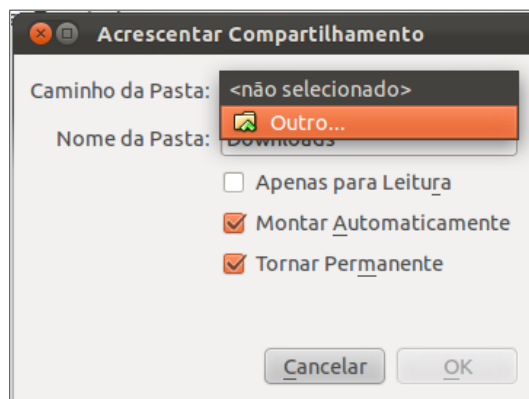 Acrescentar Compartilhamento
Caminho da Pasta: <não selecionado>
Outro...
Nome da Pasta: Downloads
Apenas para Leitura
Montar Automaticamente
Tornar Permanente
Cancelar OK